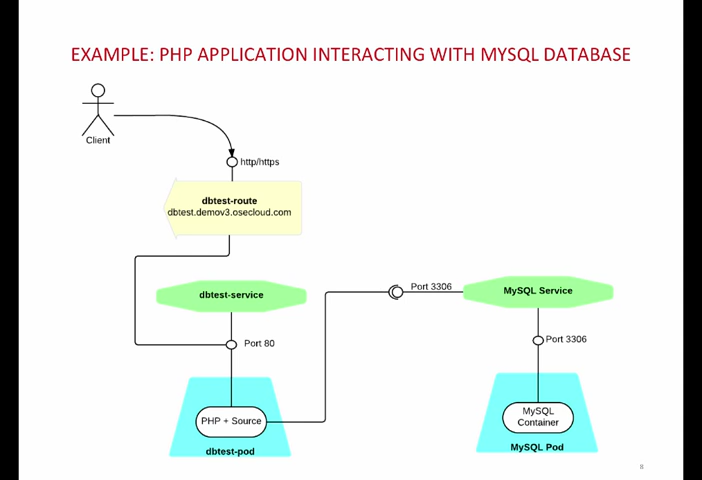 EXAMPLE: PHP APPLICATION INTERACTING WITH MYSQL DATABASE
Client
http/https
dbtest-route
dbtest.demov3.osecloud.com
dbtest-service
Port 3306
MySQL Service
Port 80
Port 3306
PHP + Source
MySQL
Container
dbtest-pod
MySQL Pod
8